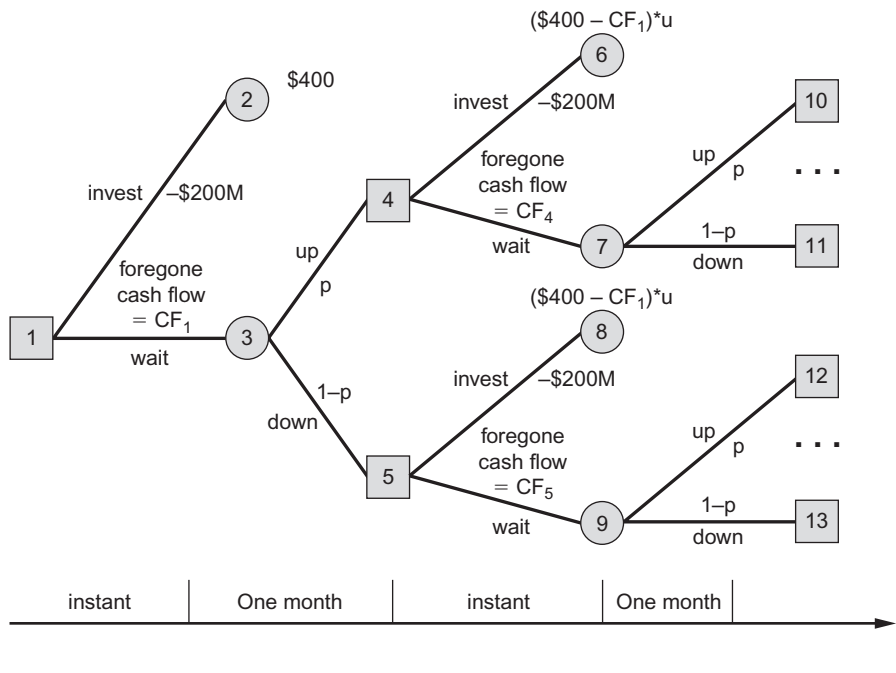 ($400 – CF₁)*u
6
2
$400
10
invest
–$200M
up
p
. . .
foregone
cash flow
= CF₄
wait
invest
–$200M
4
7
1–p
down
11
up
p
foregone
cash flow
= CF₁
wait
1
3
($400 – CF₁)*u
8
12
invest
–$200M
1–p
down
up
p
. . .
foregone
cash flow
= CF₅
wait
5
9
1–p
down
13
instant
One month
instant
One month